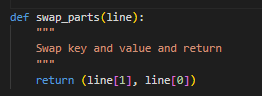 def swap_parts(line):
    """
    Swap key and value and return
    """
    return (line[1], line[0])